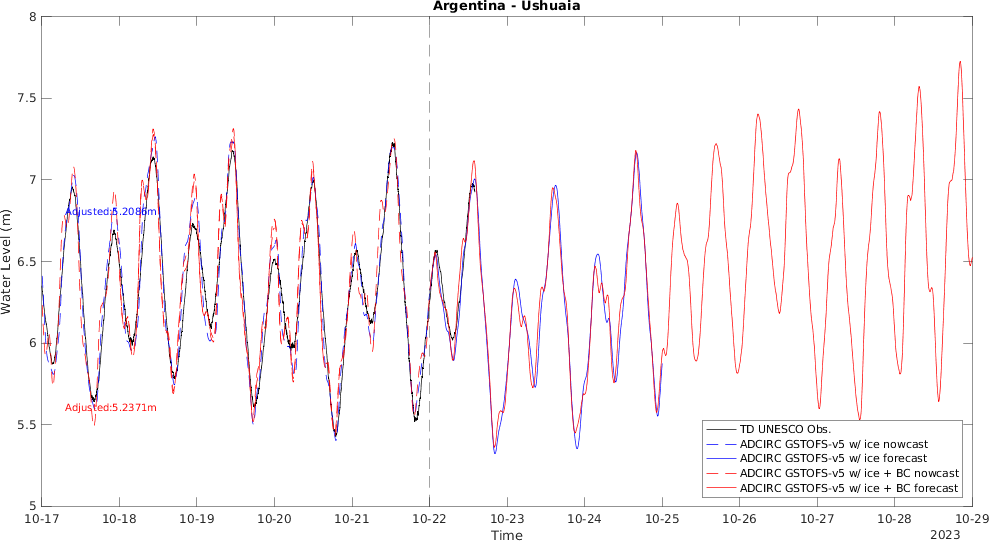 Argentina - Ushuaia
Water Level (m)
8
7.5
7
6.5
6
5.5
5
Adjusted:5.2086m
Adjusted:5.2371m
TD UNESCO Obs.
ADCIRC GSTOFS-v5 w/ ice nowcast
ADCIRC GSTOFS-v5 w/ ice forecast
ADCIRC GSTOFS-v5 w/ ice + BC nowcast
ADCIRC GSTOFS-v5 w/ ice + BC forecast
10-17 10-18 10-19 10-20 10-21 10-22 10-23 10-24 10-25 10-26 10-27 10-28 10-29
Time
2023